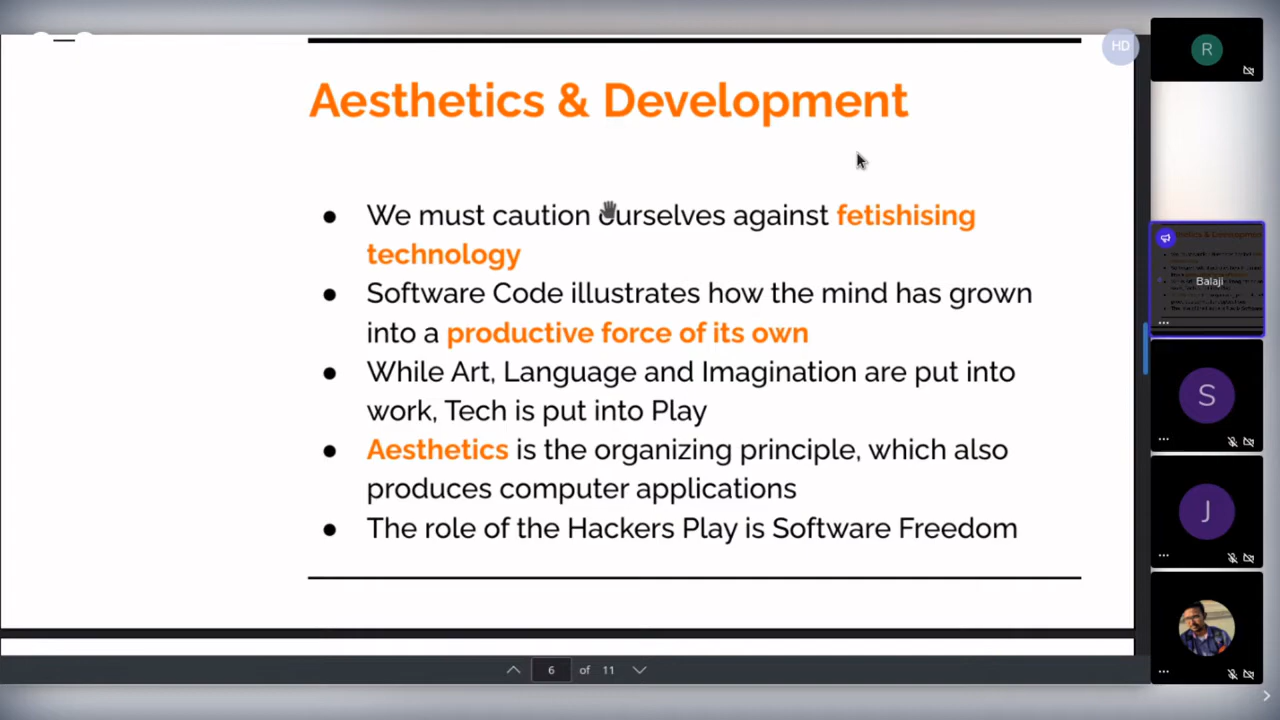 HD
R
Aesthetics & Development
● We must caution ourselves against fetishising
technology
● Software Code illustrates how the mind has grown
into a productive force of its own
● While Art, Language and Imagination are put into
work, Tech is put into Play
● Aesthetics is the organizing principle, which also
produces computer applications
● The role of the Hackers Play is Software Freedom
Balaji
S
J
6 of 11